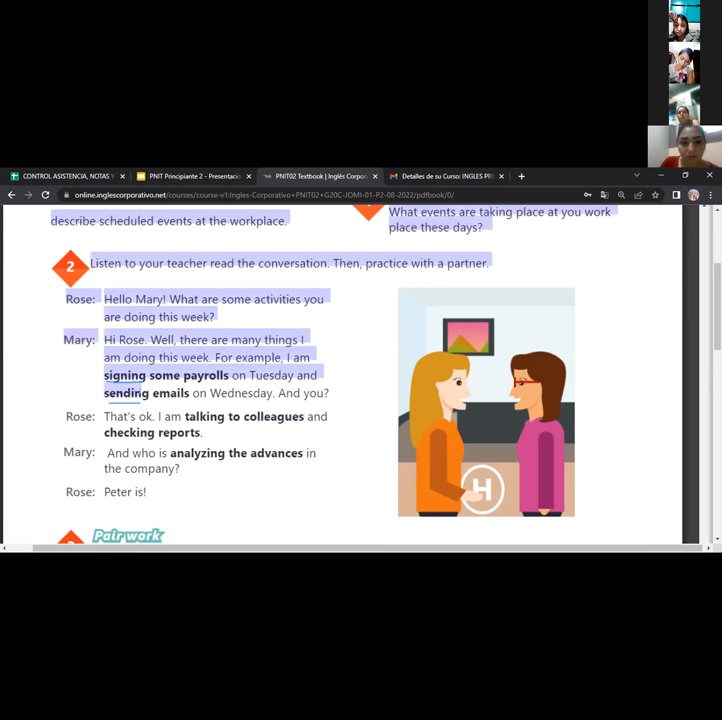 CONTROL ASISTENCIA, NOTAS Y
PNIT Principiante 2 - Presentacio
PNIT02 Textbook | Inglés Corpor
Detalles de su Curso: INGLES PRI
online.inglescorporativo.net/courses/course-v1:Ingles-Corporativo+PNIT02+G20C-JOMI-01-P2-08-2022/pdfbook/0/
describe scheduled events at the workplace.
What events are taking place at you work
place these days?
2 Listen to your teacher read the conversation. Then, practice with a partner.
Rose: Hello Mary! What are some activities you
are doing this week?
Mary: Hi Rose. Well, there are many things I
am doing this week. For example, I am
signing some payrolls on Tuesday and
sending emails on Wednesday. And you?
Rose: That's ok. I am talking to colleagues and
checking reports.
Mary: And who is analyzing the advances in
the company?
Rose: Peter is!
H
Pair work